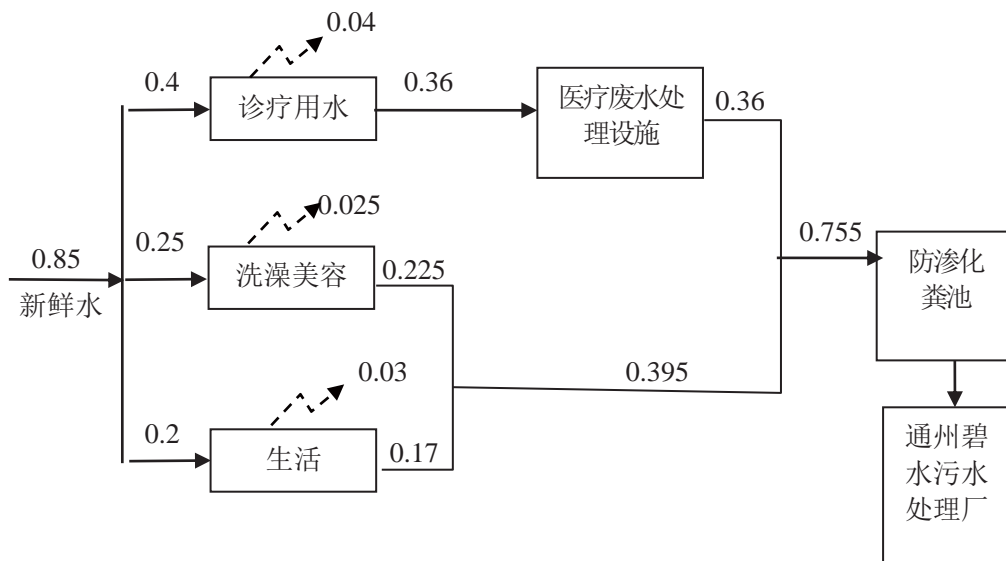 0.04
0.4
诊疗用水
0.36
医疗废水处
理设施
0.36
0.025
0.85
新鲜水
0.25
洗澡美容
0.225
0.755
防渗化
粪池
0.03
0.395
0.2
生活
0.17
通州碧
水污水
处理厂